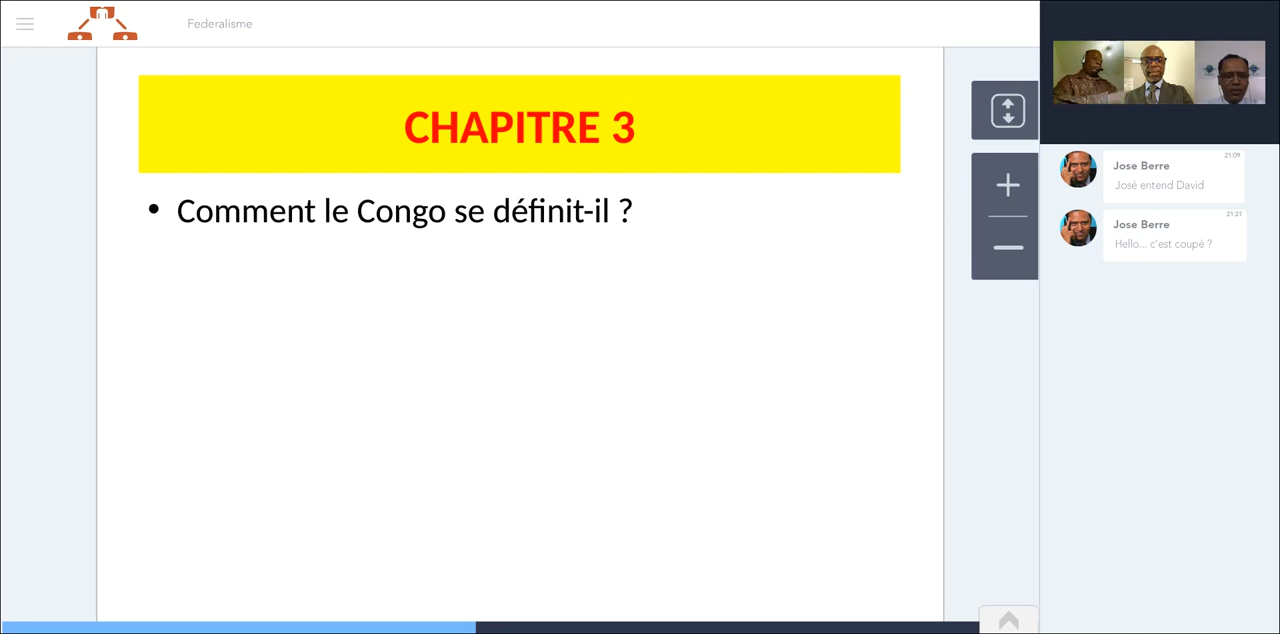 Federalisme
CHAPITRE 3
• Comment le Congo se définit-il ?
21:09
Jose Berre
José entend David
21:21
Jose Berre
Hello... c'est coupé ?